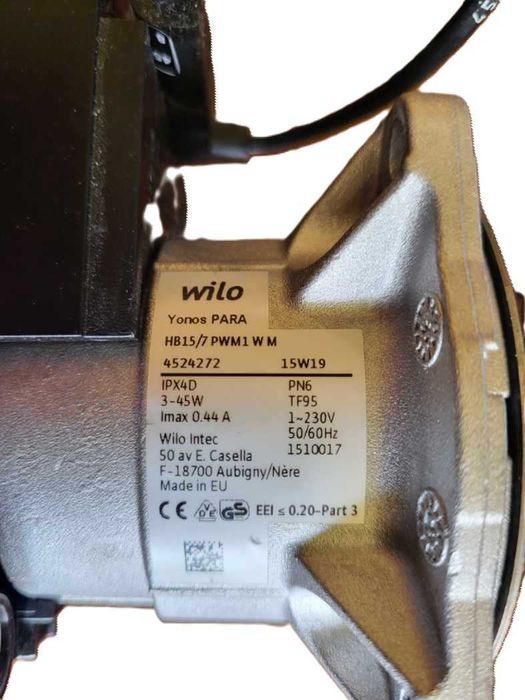 wilo
Yonos PARA
HB15/7 PWM1 W M
4524272 15W19
IPX4D PN6
3-45W TF95
Imax 0.44 A 1~230V
Wilo Intec 50/60Hz
50 av E. Casella 1510017
F-18700 Aubigny/Nère
Made in EU
CE VDE GS EEI ≤ 0.20-Part 3